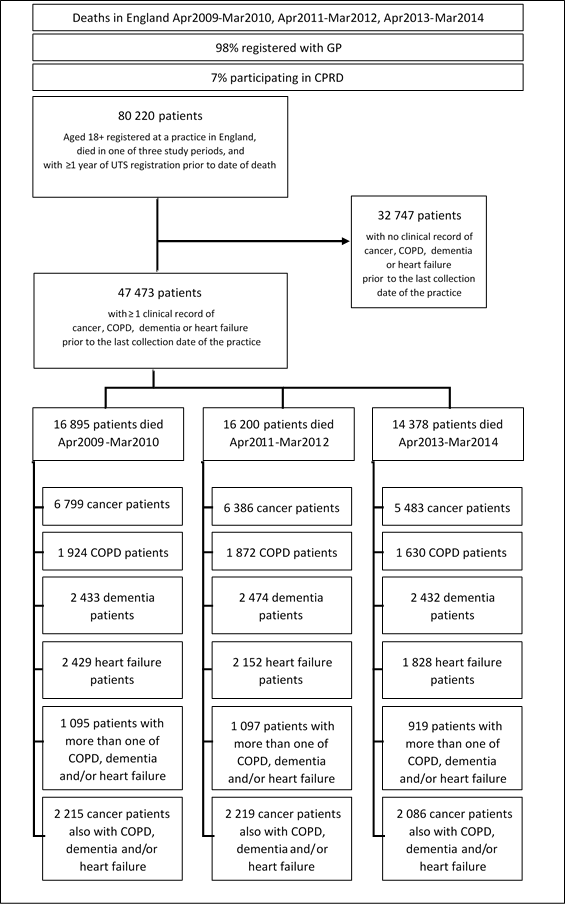 Deaths in England Apr2009-Mar2010, Apr2011-Mar2012, Apr2013-Mar2014
98% registered with GP
7% participating in CPRD
80 220 patients
Aged 18+ registered at a practice in England,
died in one of three study periods, and
with ≥1 year of UTS registration prior to date of death
32 747 patients
with no clinical record of
cancer, COPD, dementia
or heart failure
prior to the last collection
date of the practice
47 473 patients
with ≥ 1 clinical record of
cancer, COPD, dementia or heart failure
prior to the last collection date of the practice
16 895 patients died
Apr2009-Mar2010
6 799 cancer patients
1 924 COPD patients
2 433 dementia
patients
2 429 heart failure
patients
1 095 patients with
more than one of
COPD, dementia
and/or heart failure
2 215 cancer patients
also with COPD,
dementia and/or
heart failure
16 200 patients died
Apr2011-Mar2012
6 386 cancer patients
1 872 COPD patients
2 474 dementia
patients
2 152 heart failure
patients
1 097 patients with
more than one of
COPD, dementia
and/or heart failure
2 219 cancer patients
also with COPD,
dementia and/or
heart failure
14 378 patients died
Apr2013-Mar2014
5 483 cancer patients
1 630 COPD patients
2 432 dementia
patients
1 828 heart failure
patients
919 patients with
more than one of
COPD, dementia
and/or heart failure
2 086 cancer patients
also with COPD,
dementia and/or
heart failure